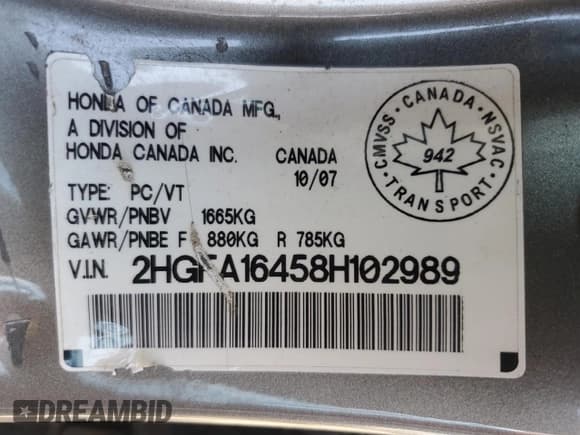 HONDA OF CANADA MFG.,
A DIVISION OF
HONDA CANADA INC. CANADA
10/07
TYPE: PC/VT
GVWR/PNBV 1665KG
GAWR/PNBE F 880KG R 785KG
V.I.N. 2HGFA16458H102989
CMVSS · CANADA · NSVAC
942
TRANSPORT
DREAMBID